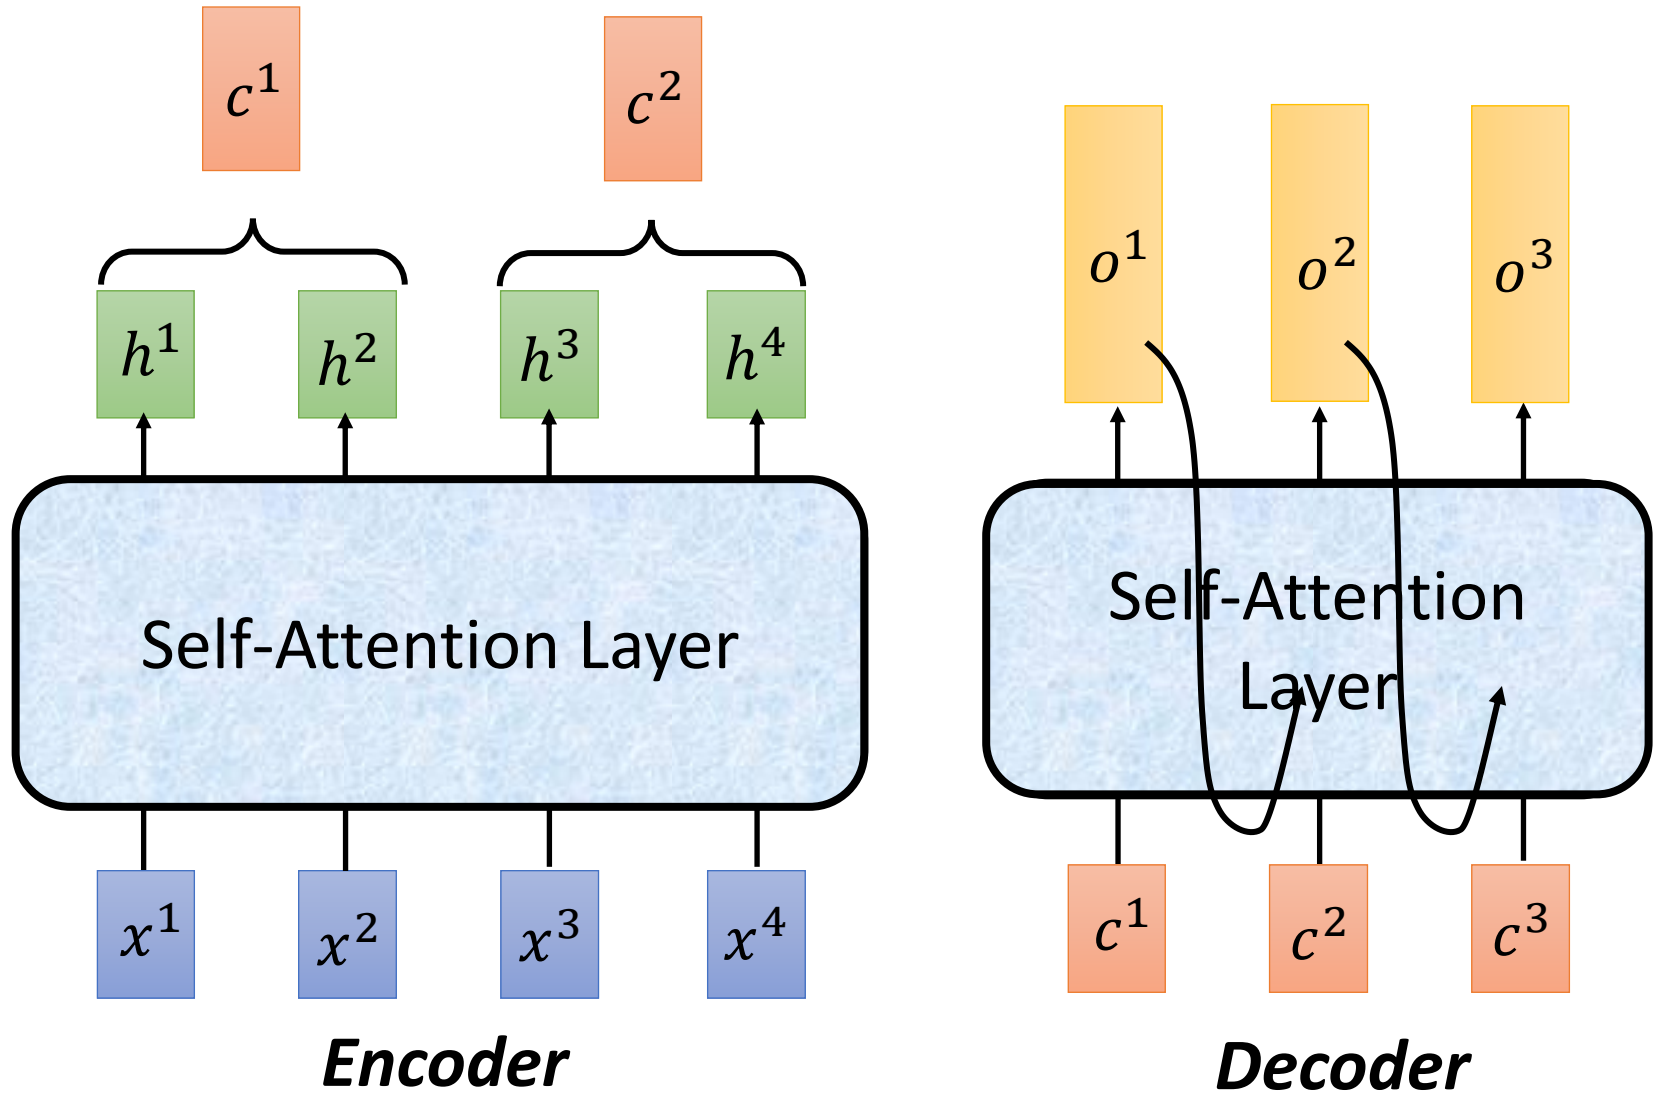 c¹
c²
h¹
h²
h³
h⁴
Self-Attention Layer
x¹
x²
x³
x⁴
Encoder
o¹
o²
o³
Self-Attention
Layer
c¹
c²
c³
Decoder